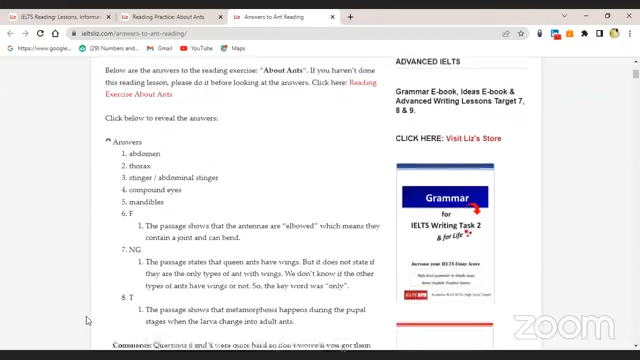 IELTS Reading: Lessons, Informat
Reading Practice: About Ants
Answers to Ant Reading
ieltsliz.com/answers-to-ant-reading/
computational
(29) Numbers and...
Gmail
YouTube
Maps
Below are the answers to the reading exercise: "About Ants". If you haven't done
this reading lesson, please do it before looking at the answers. Click here: Reading
Exercise About Ants
Click below to reveal the answers:
Answers
1. abdomen
2. thorax
3. stinger / abdominal stinger
4. compound eyes
5. mandibles
6. F
1. The passage shows that the antennae are "elbowed" which means they
contain a joint and can bend.
7. NG
1. The passage states that queen ants have wings. But it does not state if
they are the only types of ant with wings. We don't know if the other
types of ants have wings or not. So, the key word was "only".
8. T
1. The passage shows that metamorphosis happens during the pupal
stages when the larva change into adult ants.
ADVANCED IELTS
Grammar E-book, Ideas E-book &
Advanced Writing Lessons Target 7,
8 & 9.
CLICK HERE: Visit Liz's Store
Grammar
for
IELTS Writing Task 2
& for Life
Increase your IELTS Essay Score
zoom